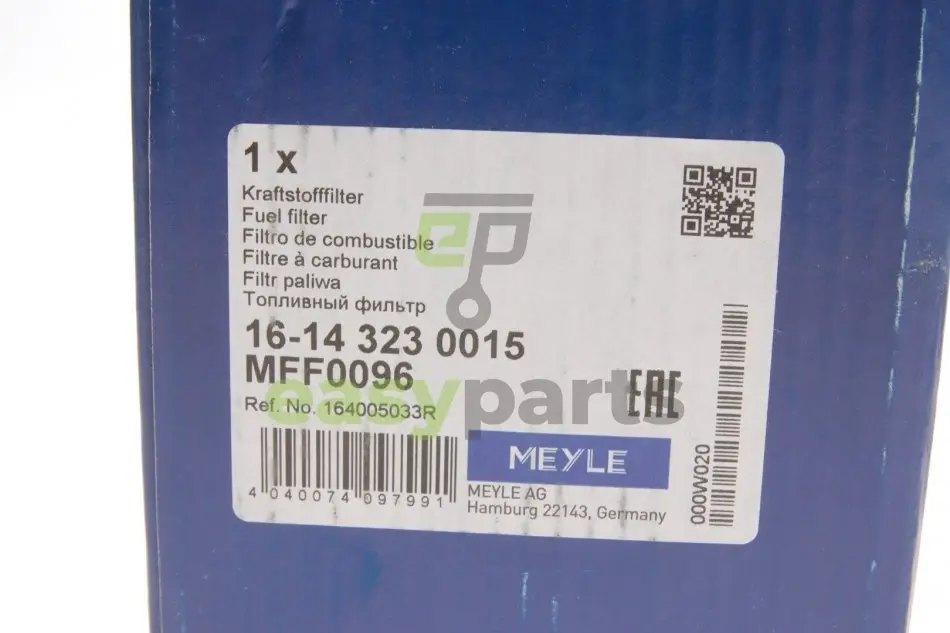 1 x
Kraftstofffilter
Fuel filter
Filtro de combustible
Filtre à carburant
Filtr paliwa
Топливный фильтр
16-14 323 0015
MFF0096
Ref. No. 164005033R
4 040074 097991
EAC
MEYLE
MEYLE AG
Hamburg 22143, Germany
000W020
ep
easyparts